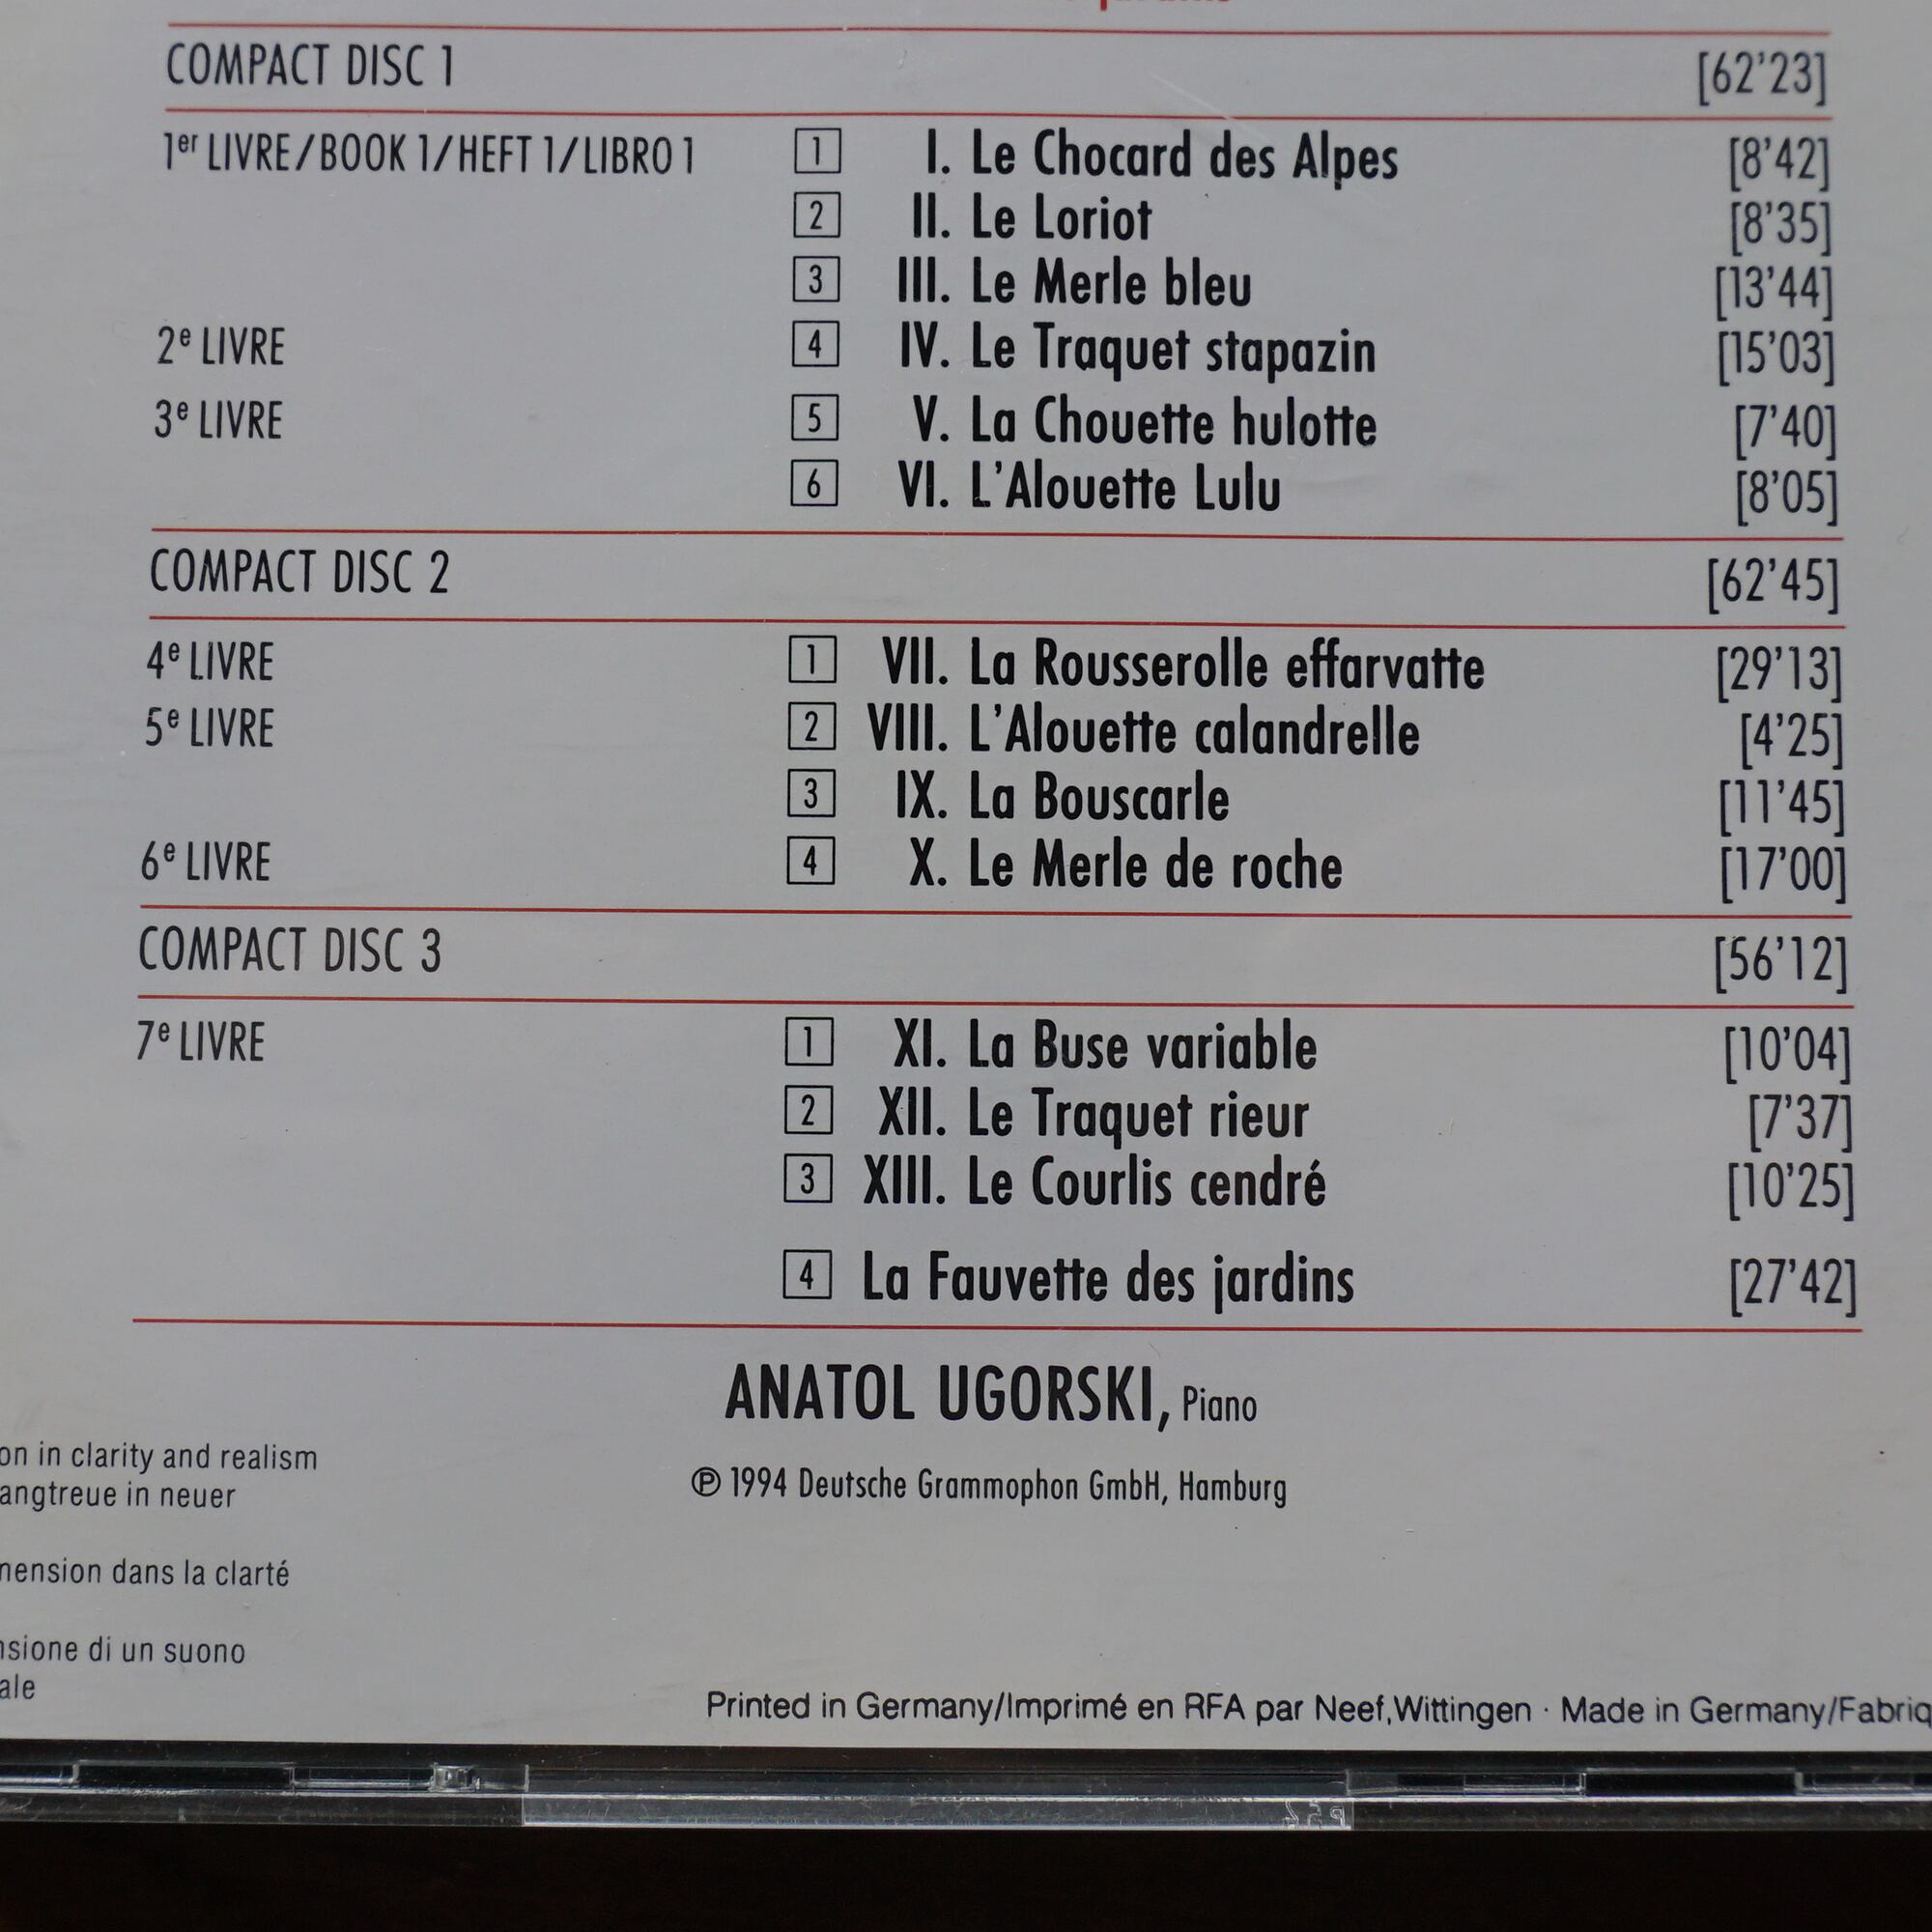 COMPACT DISC 1 [62'23]
1er LIVRE/BOOK 1/HEFT 1/LIBRO 1 1 I. Le Chocard des Alpes [8'42]
2 II. Le Loriot [8'35]
3 III. Le Merle bleu [13'44]
2e LIVRE 4 IV. Le Traquet stapazin [15'03]
3e LIVRE 5 V. La Chouette hulotte [7'40]
6 VI. L'Alouette Lulu [8'05]
COMPACT DISC 2 [62'45]
4e LIVRE 1 VII. La Rousserolle effarvatte [29'13]
5e LIVRE 2 VIII. L'Alouette calandrelle [4'25]
3 IX. La Bouscarle [11'45]
6e LIVRE 4 X. Le Merle de roche [17'00]
COMPACT DISC 3 [56'12]
7e LIVRE 1 XI. La Buse variable [10'04]
2 XII. Le Traquet rieur [7'37]
3 XIII. Le Courlis cendré [10'25]
4 La Fauvette des jardins [27'42]
ANATOL UGORSKI, Piano
℗ 1994 Deutsche Grammophon GmbH, Hamburg
on in clarity and realism
angtreue in neuer
mension dans la clarté
nsione di un suono
ale
Printed in Germany/Imprimé en RFA par Neef,Wittingen · Made in Germany/Fabriq